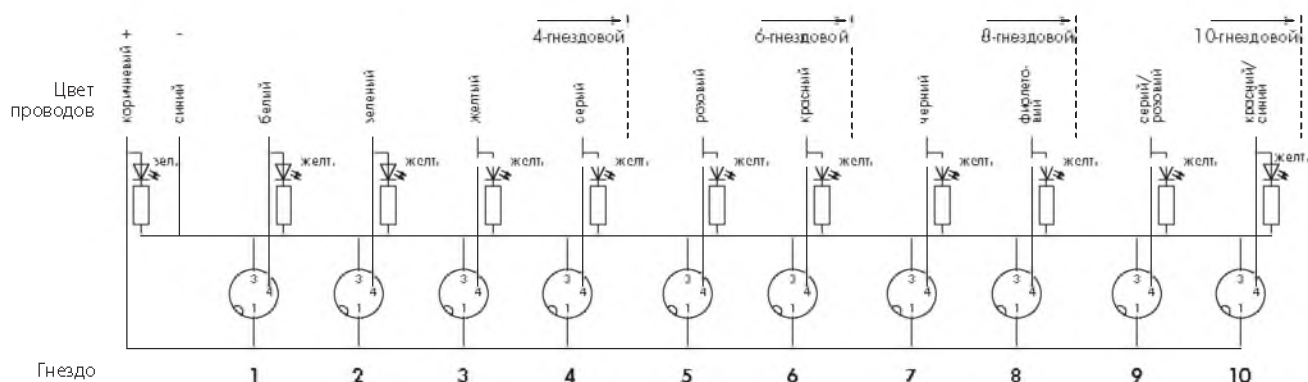 4-гнездовой 6-гнездовой 8-гнездовой 10-гнездовой
Цвет проводов
коричневый +
синий -
белый
зеленый
желтый
серый
розовый
красный
черный
фиолето-
вый
серый/
розовый
красный/
синий
зел.
желт.
желт.
желт.
желт.
желт.
желт.
желт.
желт.
желт.
желт.
3 4 1
3 4 1
3 4 1
3 4 1
3 4 1
3 4 1
3 4 1
3 4 1
3 4 1
3 4 1
Гнездо 1 2 3 4 5 6 7 8 9 10